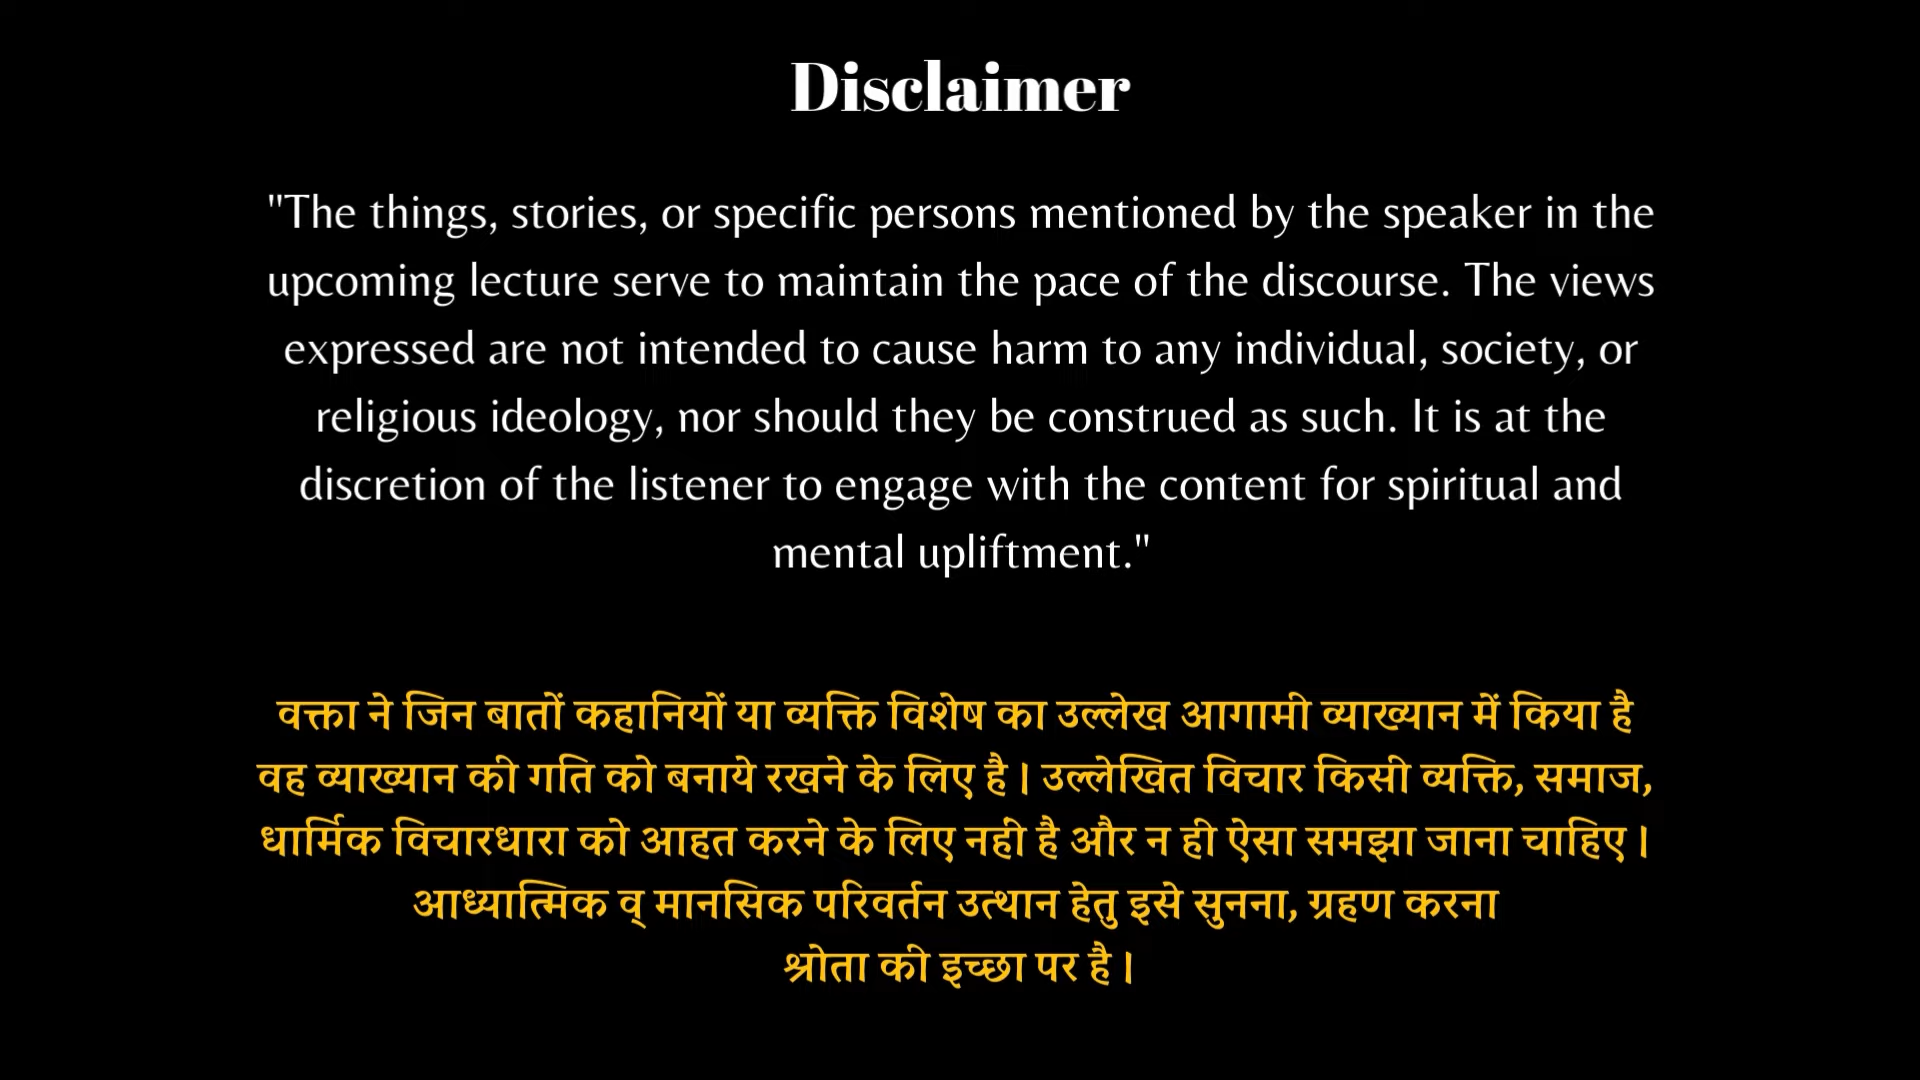 Disclaimer
"The things, stories, or specific persons mentioned by the speaker in the
upcoming lecture serve to maintain the pace of the discourse. The views
expressed are not intended to cause harm to any individual, society, or
religious ideology, nor should they be construed as such. It is at the
discretion of the listener to engage with the content for spiritual and
mental upliftment."
वक्ता ने जिन बातों कहानियों या व्यक्ति विशेष का उल्लेख आगामी व्याख्यान में किया है
वह व्याख्यान की गति को बनाये रखने के लिए है। उल्लेखित विचार किसी व्यक्ति, समाज,
धार्मिक विचारधारा को आहत करने के लिए नहीं है और न ही ऐसा समझा जाना चाहिए।
आध्यात्मिक व् मानसिक परिवर्तन उत्थान हेतु इसे सुनना, ग्रहण करना
श्रोता की इच्छा पर है।